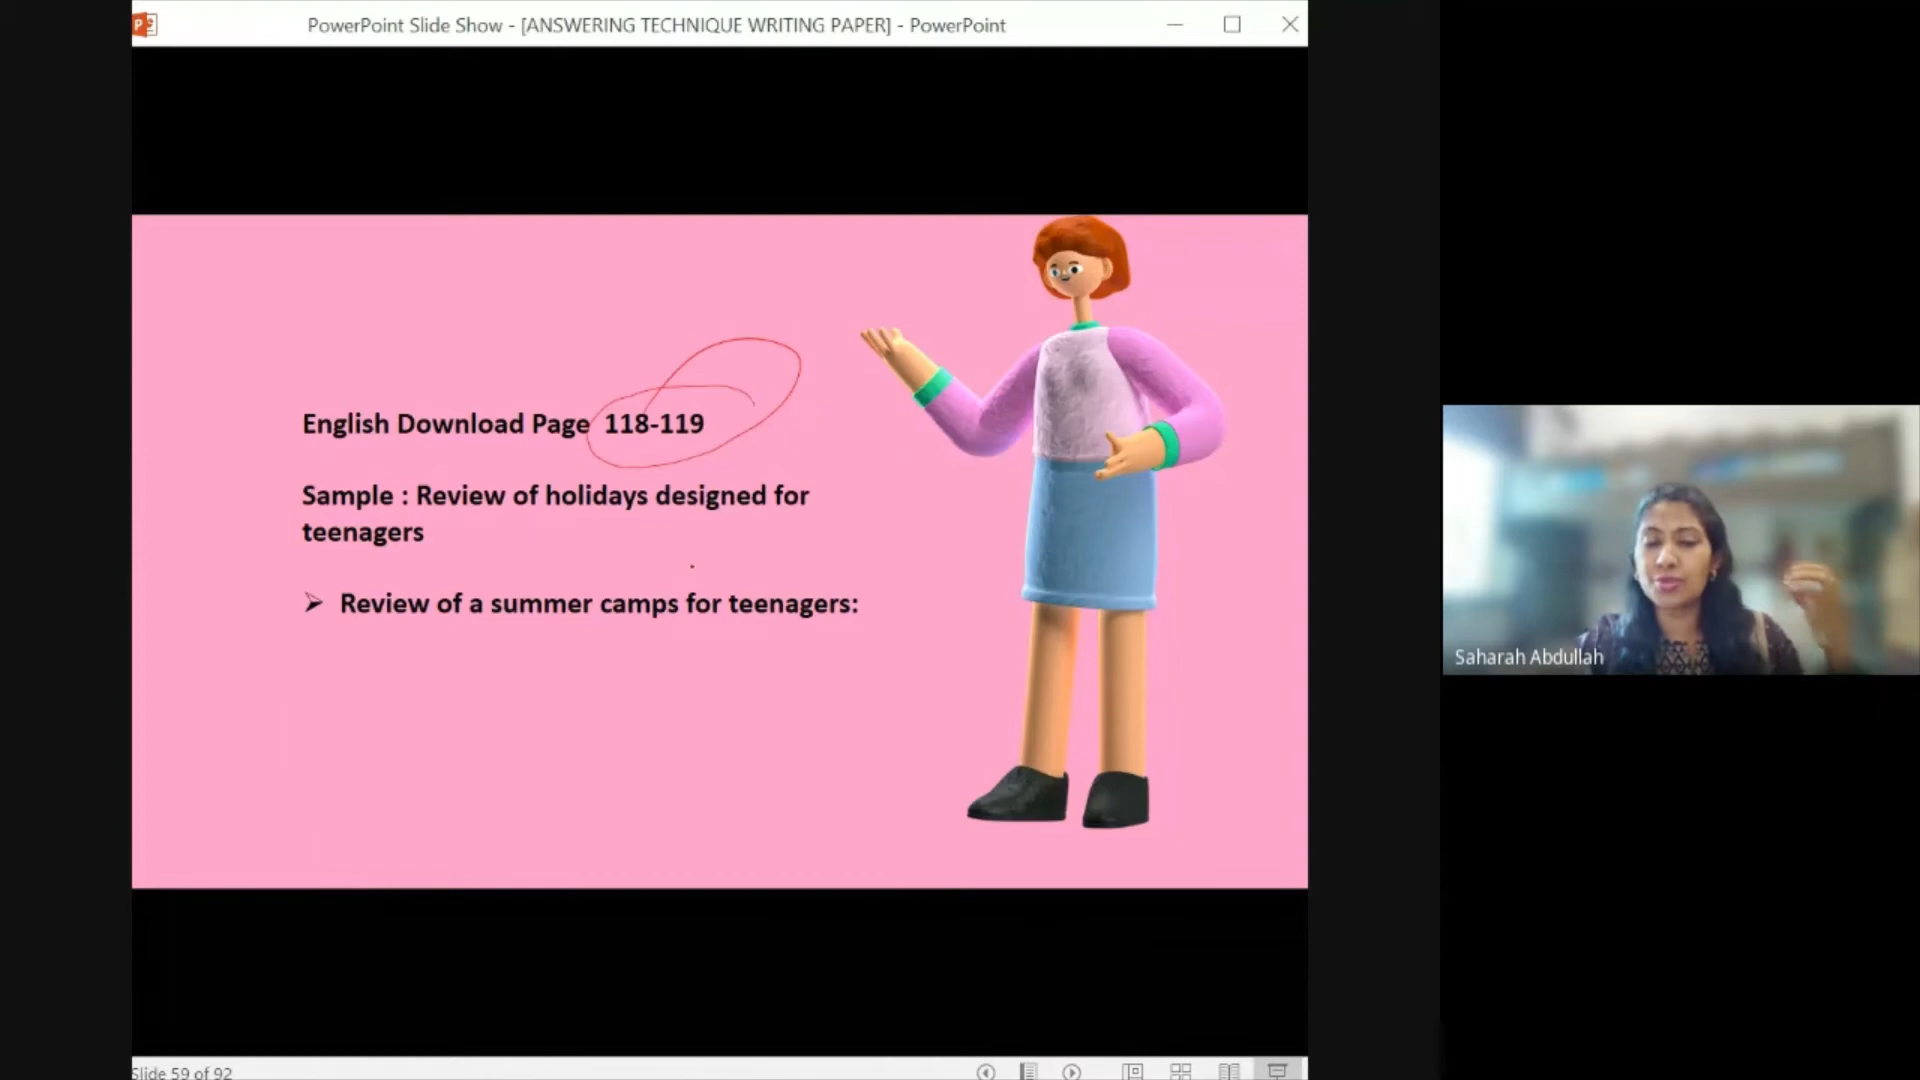 PowerPoint Slide Show - [ANSWERING TECHNIQUE WRITING PAPER] - PowerPoint
English Download Page 118-119
Sample : Review of holidays designed for
teenagers
➢ Review of a summer camps for teenagers:
Saharah Abdullah
Slide 59 of 92